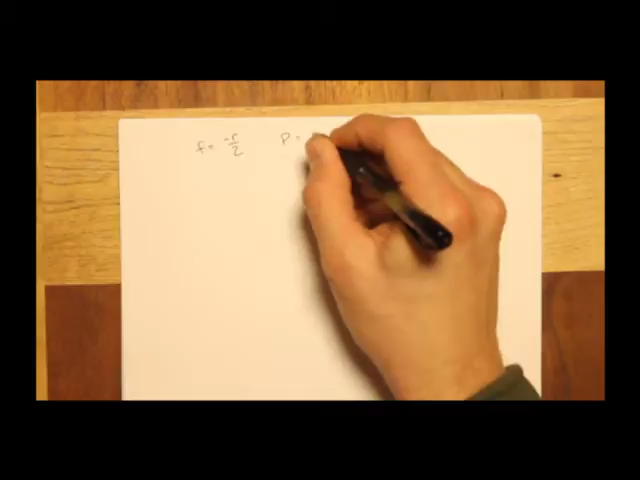 f = -r/2 P =